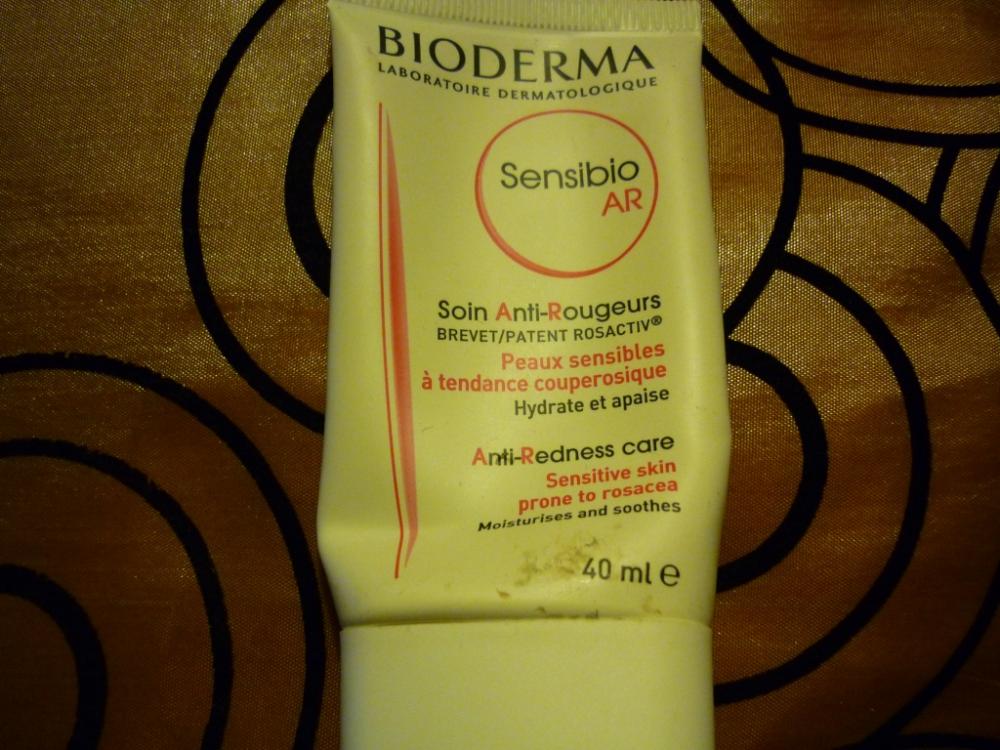 BIODERMA
LABORATOIRE DERMATOLOGIQUE
Sensibio
AR
Soin Anti-Rougeurs
BREVET/PATENT ROSACTIV®
Peaux sensibles
à tendance couperosique
Hydrate et apaise
Anti-Redness care
Sensitive skin
prone to rosacea
Moisturises and soothes
40 ml ℮